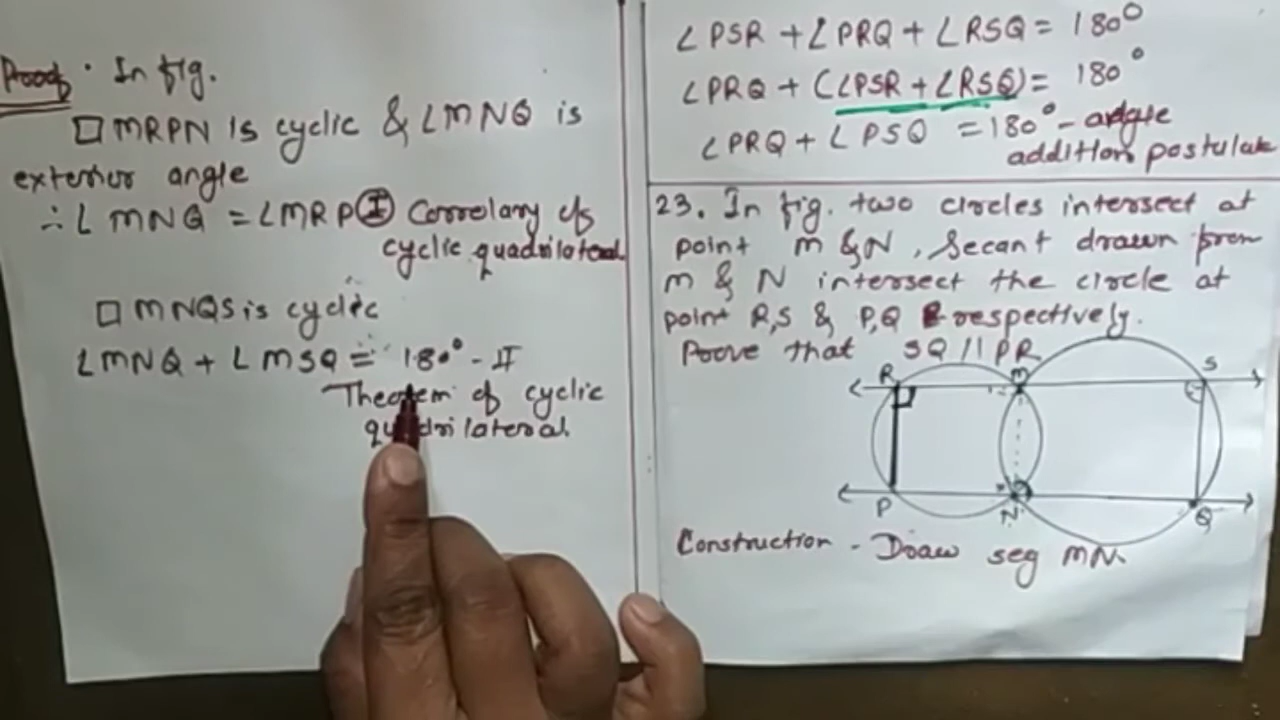 Proof. In fig.
□ MRPN is cyclic & ∠MNQ is
exterior angle
∴ ∠ MNQ = ∠MRP Ⓘ Correlary of
cyclic quadrilateral
□ MNQS is cyclic
∠MNQ + ∠MSQ = 180° - II
Theorem of cyclic
quadrilateral.
∠PSR + ∠PRQ + ∠RSQ = 180°
∠PRQ + (∠PSR + ∠RSQ) = 180°
∠PRQ + ∠PSQ = 180° - angle
addition postulate
23. In fig. two circles intersect at
point M & N, Secant drawn from
M & N intersect the circle at
point R,S & P,Q respectively.
Prove that SQ // PR
R M S
P N Q
Construction - Draw seg MN.